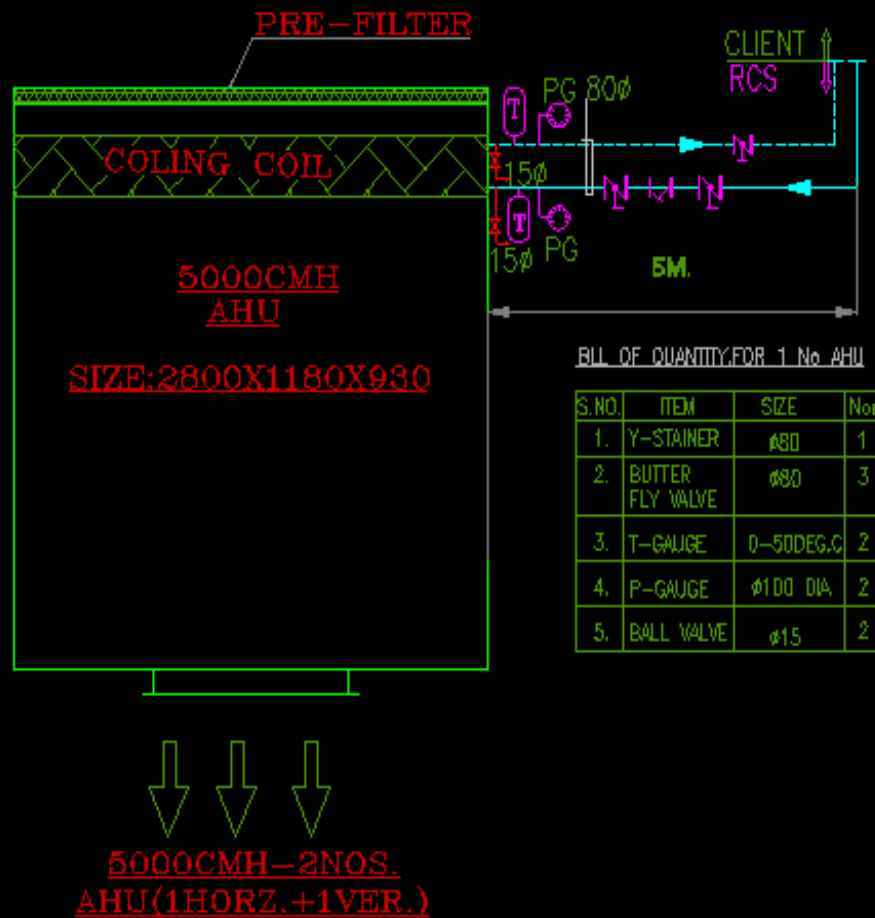 PRE-FILTER
CLIENT
RCS
PG 80ø
T
COLING COIL
15ø
T
15ø PG
5M.
5000CMH
AHU
SIZE:2800X1180X930
BLL OF QUANTITY.FOR 1 No AHU
S.NO. ITEM SIZE Nos
1. Y-STAINER ø80 1
2. BUTTER FLY VALVE ø80 3
3. T-GAUGE 0-50DEG.C 2
4. P-GAUGE ø100 DIA 2
5. BALL VALVE ø15 2
5000CMH-2NOS.
AHU(1HORZ.+1VER.)